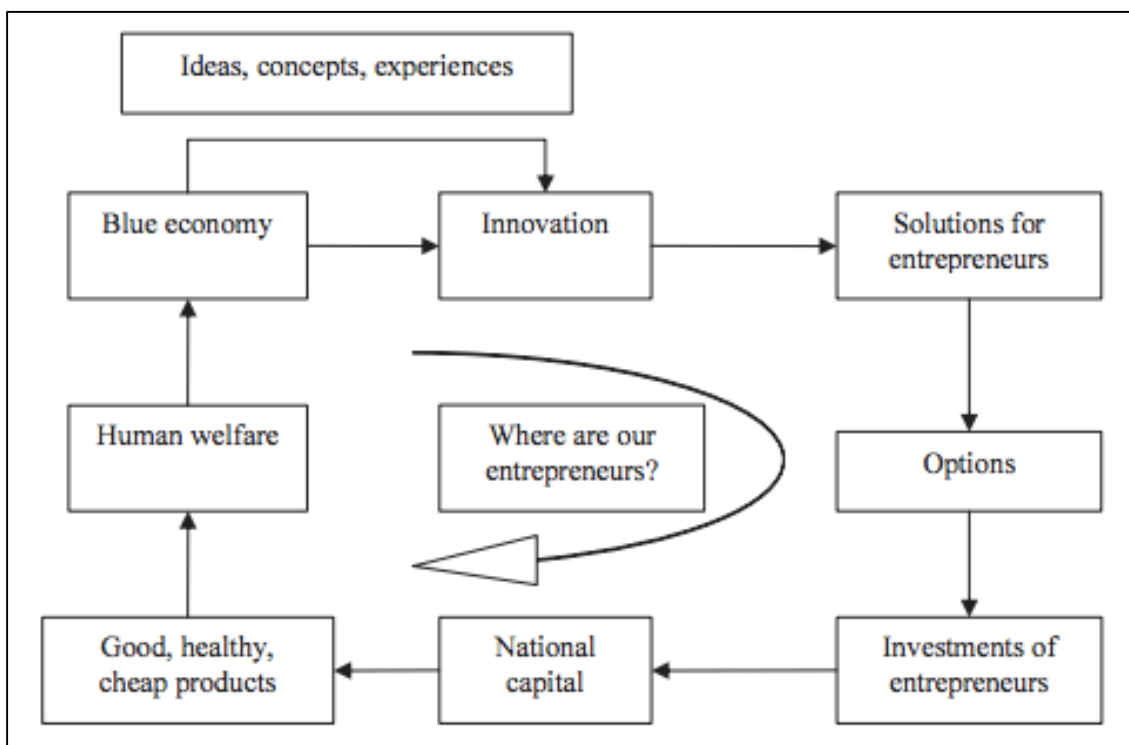 Ideas, concepts, experiences
Blue economy
Innovation
Solutions for
entrepreneurs
Human welfare
Where are our
entrepreneurs?
Options
Good, healthy,
cheap products
National
capital
Investments of
entrepreneurs